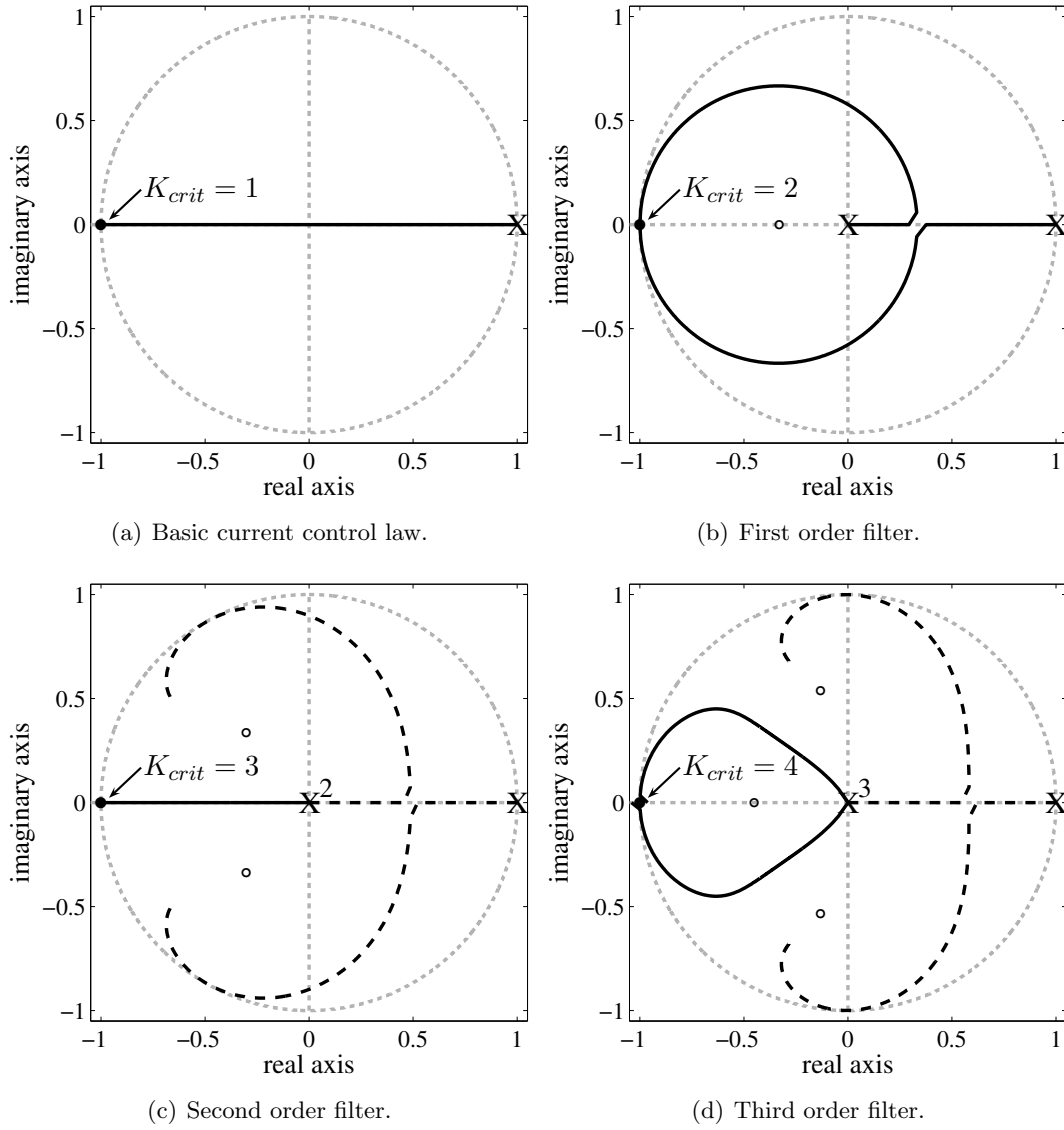 1
0.5
0
−0.5
−1
−1
−0.5
0
0.5
1
imaginary axis
real axis
K_crit = 1
X
(a) Basic current control law.
1
0.5
0
−0.5
−1
−1
−0.5
0
0.5
1
imaginary axis
real axis
K_crit = 2
X
X
(b) First order filter.
1
0.5
0
−0.5
−1
−1
−0.5
0
0.5
1
imaginary axis
real axis
K_crit = 3
X 2
X
(c) Second order filter.
1
0.5
0
−0.5
−1
−1
−0.5
0
0.5
1
imaginary axis
real axis
K_crit = 4
X 3
X
(d) Third order filter.